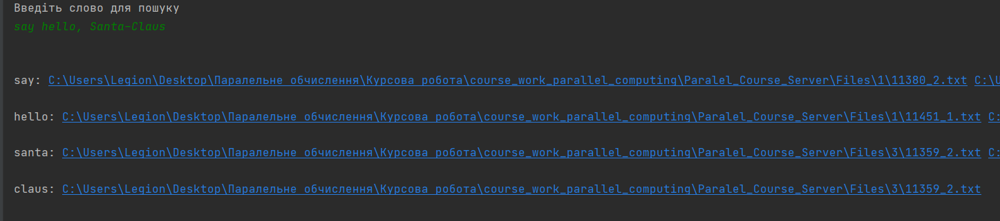 Введіть слово для пошуку
say hello, Santa-Claus
say: C:\Users\Legion\Desktop\Паралельне обчислення\Курсова робота\course_work_parallel_computing\Paralel_Course_Server\Files\1\11380_2.txt C:\U
hello: C:\Users\Legion\Desktop\Паралельне обчислення\Курсова робота\course_work_parallel_computing\Paralel_Course_Server\Files\1\11451_1.txt C:
santa: C:\Users\Legion\Desktop\Паралельне обчислення\Курсова робота\course_work_parallel_computing\Paralel_Course_Server\Files\3\11359_2.txt C:
claus: C:\Users\Legion\Desktop\Паралельне обчислення\Курсова робота\course_work_parallel_computing\Paralel_Course_Server\Files\3\11359_2.txt